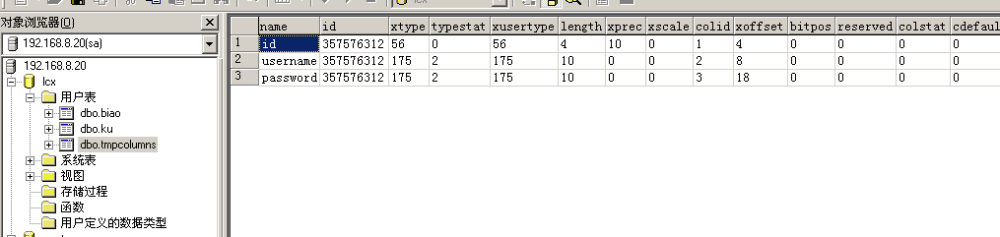 对象浏览器(O)
192.168.8.20(sa)
192.168.8.20
lcx
用户表
dbo.biao
dbo.ku
dbo.tmpcolumns
系统表
视图
存储过程
函数
用户定义的数据类型
name id xtype typestat xusertype length xprec xscale colid xoffset bitpos reserved colstat cdefaul
1 id 357576312 56 0 56 4 10 0 1 4 0 0 0 0
2 username 357576312 175 2 175 10 0 0 2 8 0 0 0 0
3 password 357576312 175 2 175 10 0 0 3 18 0 0 0 0